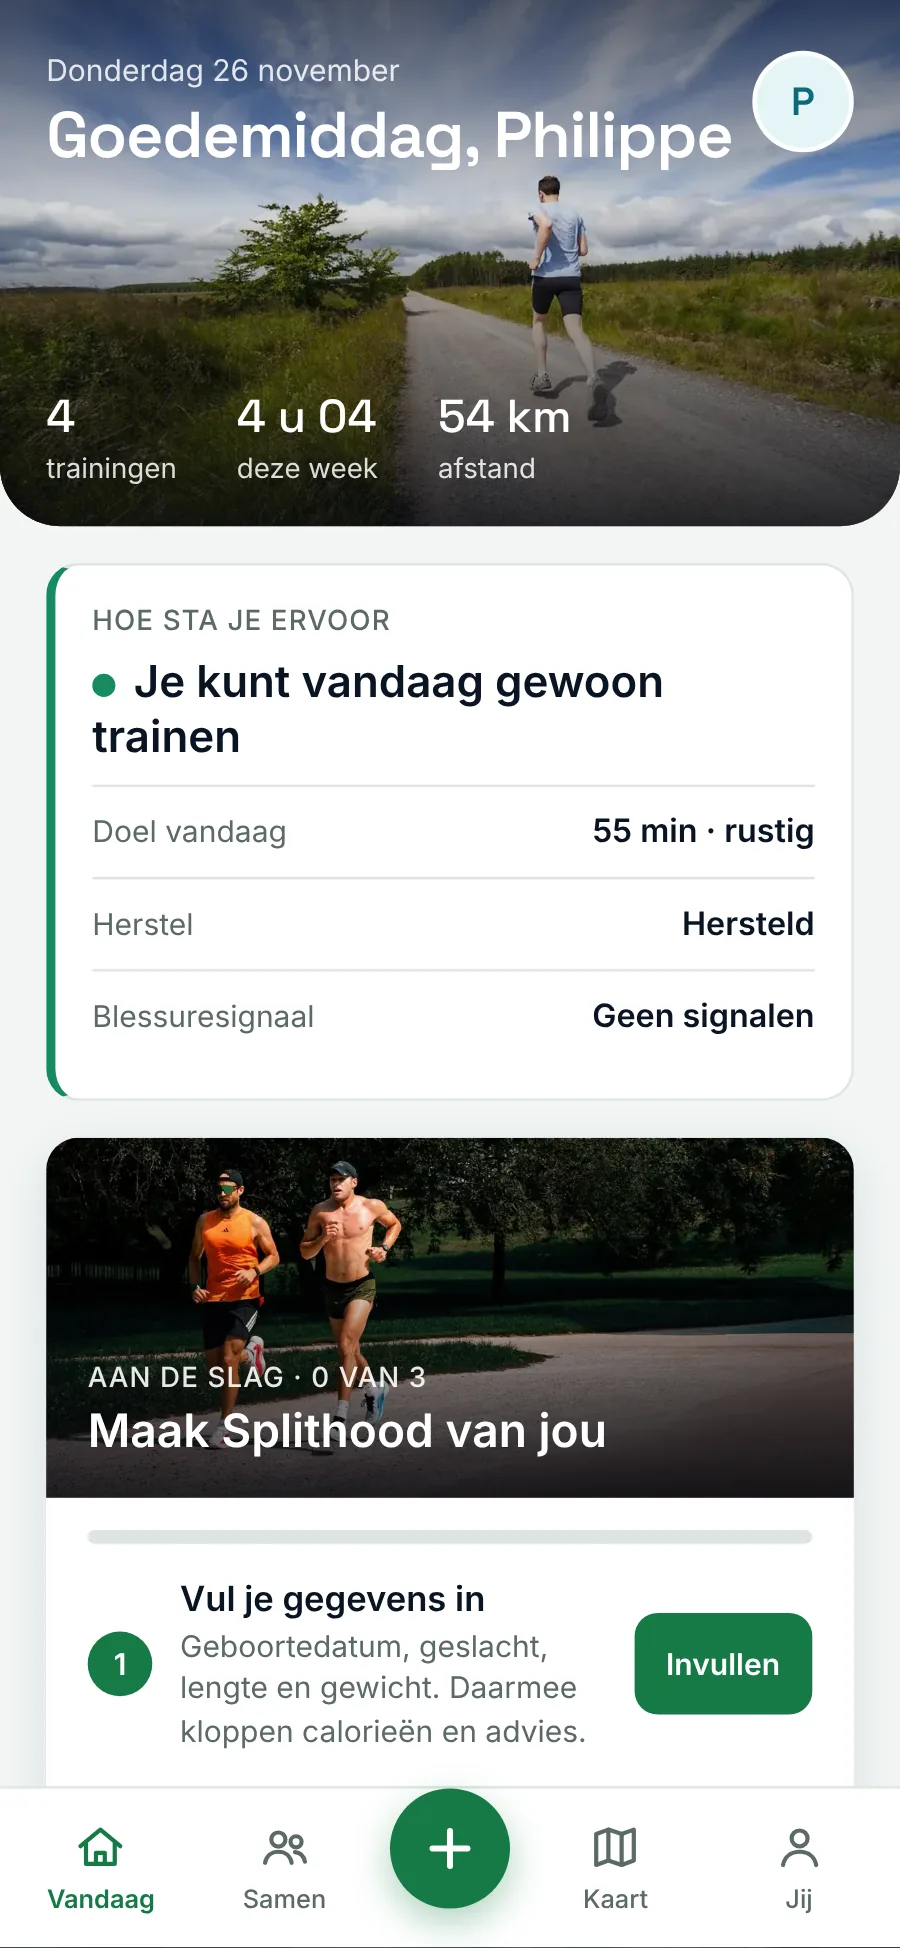 Donderdag 26 november
Goedemiddag, Philippe
P
4
trainingen
4 u 04
deze week
54 km
afstand
HOE STA JE ERVOOR
Je kunt vandaag gewoon
trainen
Doel vandaag
55 min · rustig
Herstel
Hersteld
Blessuresignaal
Geen signalen
AAN DE SLAG · 0 VAN 3
Maak Splithood van jou
1
Vul je gegevens in
Geboortedatum, geslacht,
lengte en gewicht. Daarmee
kloppen calorieën en advies.
Invullen
Vandaag
Samen
Kaart
Jij